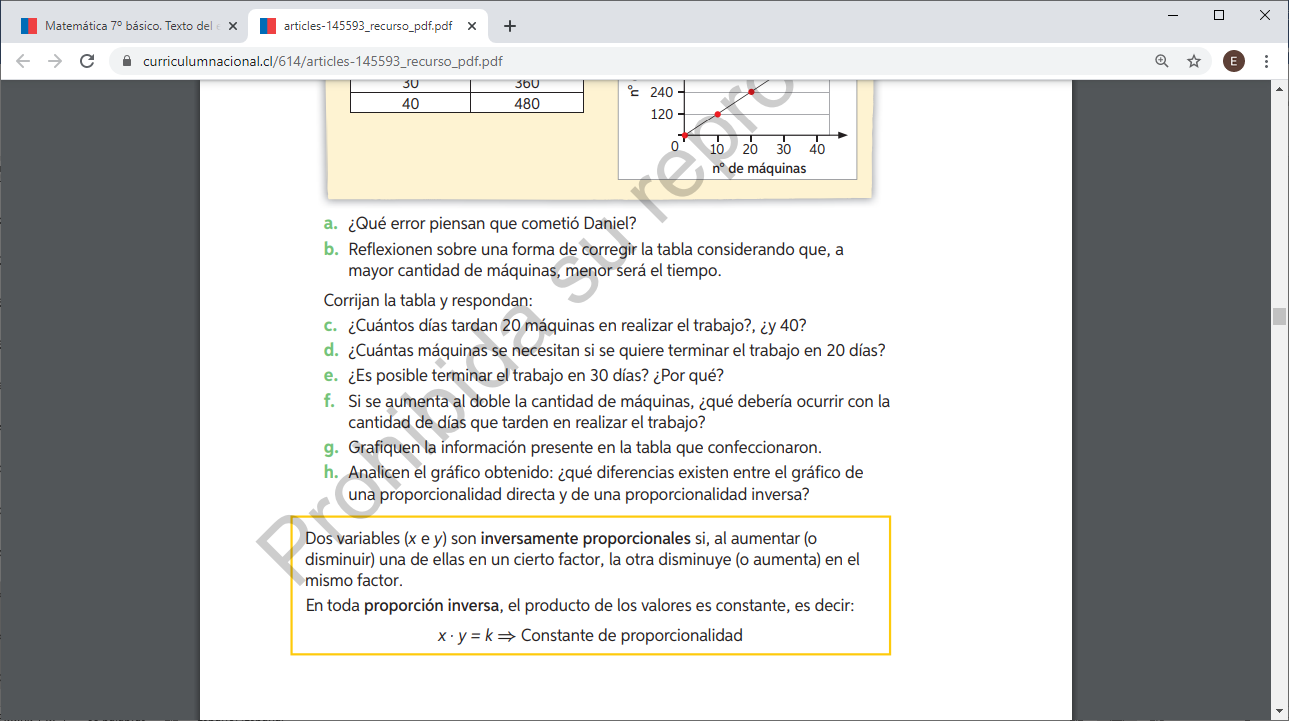 Matemática 7º básico. Texto del e
articles-145593_recurso_pdf.pdf
curriculumnacional.cl/614/articles-145593_recurso_pdf.pdf
E
30 360
40 480
nº
240
120
0 10 20 30 40
nº de máquinas
a. ¿Qué error piensan que cometió Daniel?
b. Reflexionen sobre una forma de corregir la tabla considerando que, a
mayor cantidad de máquinas, menor será el tiempo.
Corrijan la tabla y respondan:
c. ¿Cuántos días tardan 20 máquinas en realizar el trabajo?, ¿y 40?
d. ¿Cuántas máquinas se necesitan si se quiere terminar el trabajo en 20 días?
e. ¿Es posible terminar el trabajo en 30 días? ¿Por qué?
f. Si se aumenta al doble la cantidad de máquinas, ¿qué debería ocurrir con la
cantidad de días que tarden en realizar el trabajo?
g. Grafiquen la información presente en la tabla que confeccionaron.
h. Analicen el gráfico obtenido: ¿qué diferencias existen entre el gráfico de
una proporcionalidad directa y de una proporcionalidad inversa?
Dos variables (x e y) son inversamente proporcionales si, al aumentar (o
disminuir) una de ellas en un cierto factor, la otra disminuye (o aumenta) en el
mismo factor.
En toda proporción inversa, el producto de los valores es constante, es decir:
x · y = k ⇒ Constante de proporcionalidad
Prohibida su repro